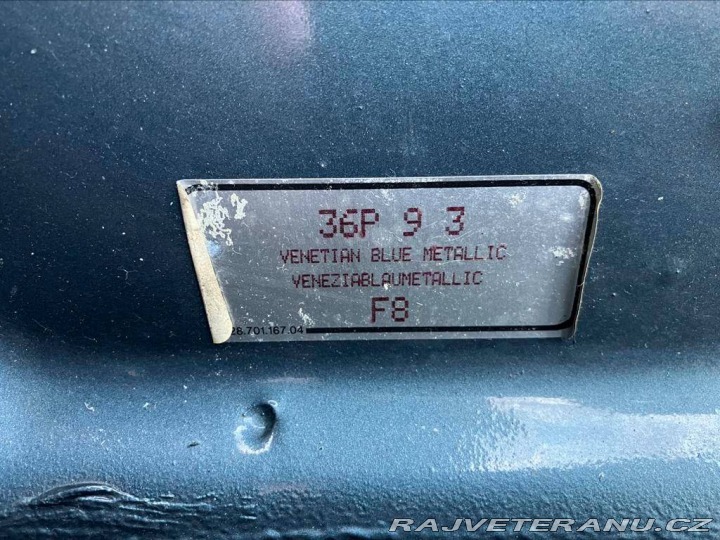 36P 9 3
VENETIAN BLUE METALLIC
VENEZIABLAUMETALLIC
F8
28.701.167.04
RAJVETERANU.CZ